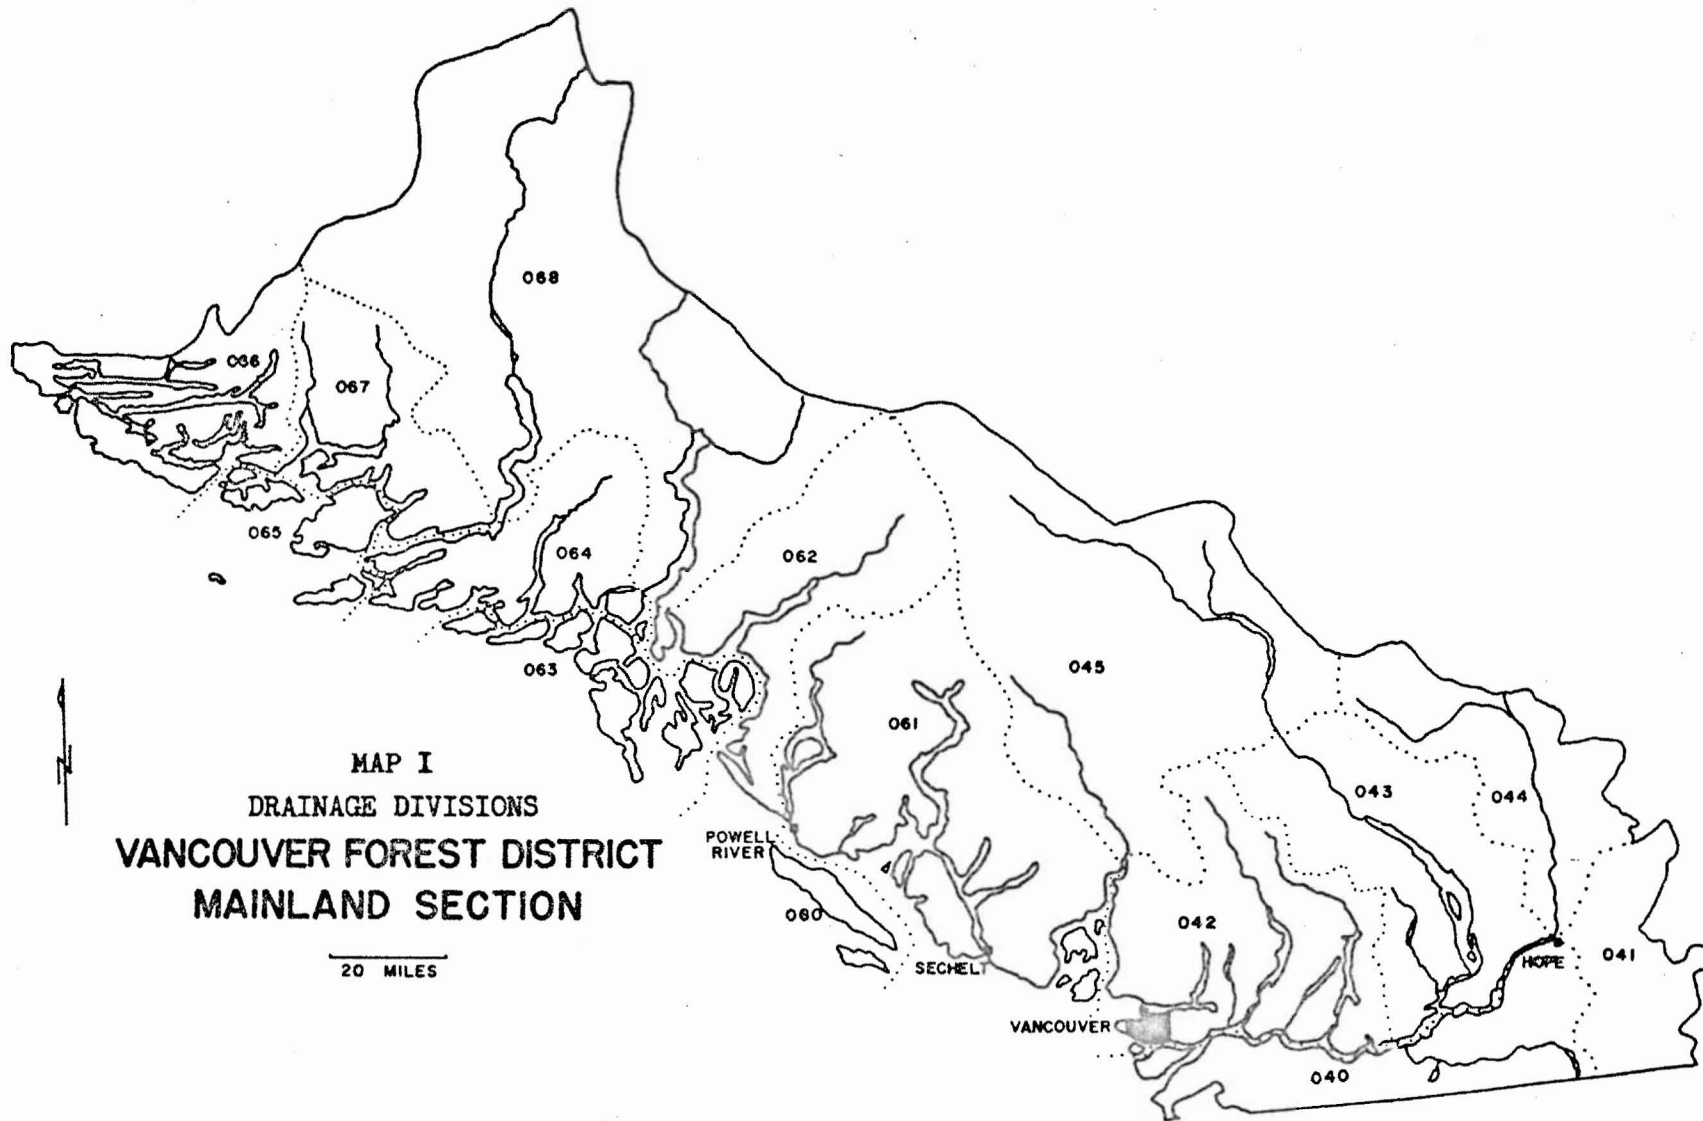 068
066
067
065
064
062
063
045
061
043
044
MAP I
DRAINAGE DIVISIONS
VANCOUVER FOREST DISTRICT
MAINLAND SECTION
20 MILES
POWELL
RIVER
060
SECHELT
042
HOPE
041
VANCOUVER
040